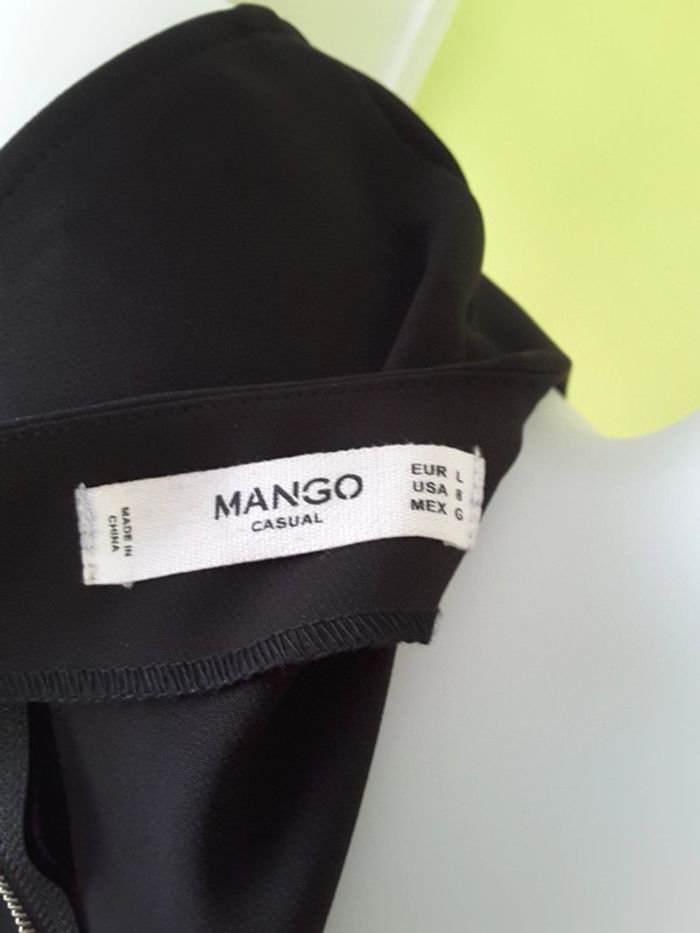 MADE IN
CHINA
MANGO
CASUAL
EUR L
USA 8
MEX G